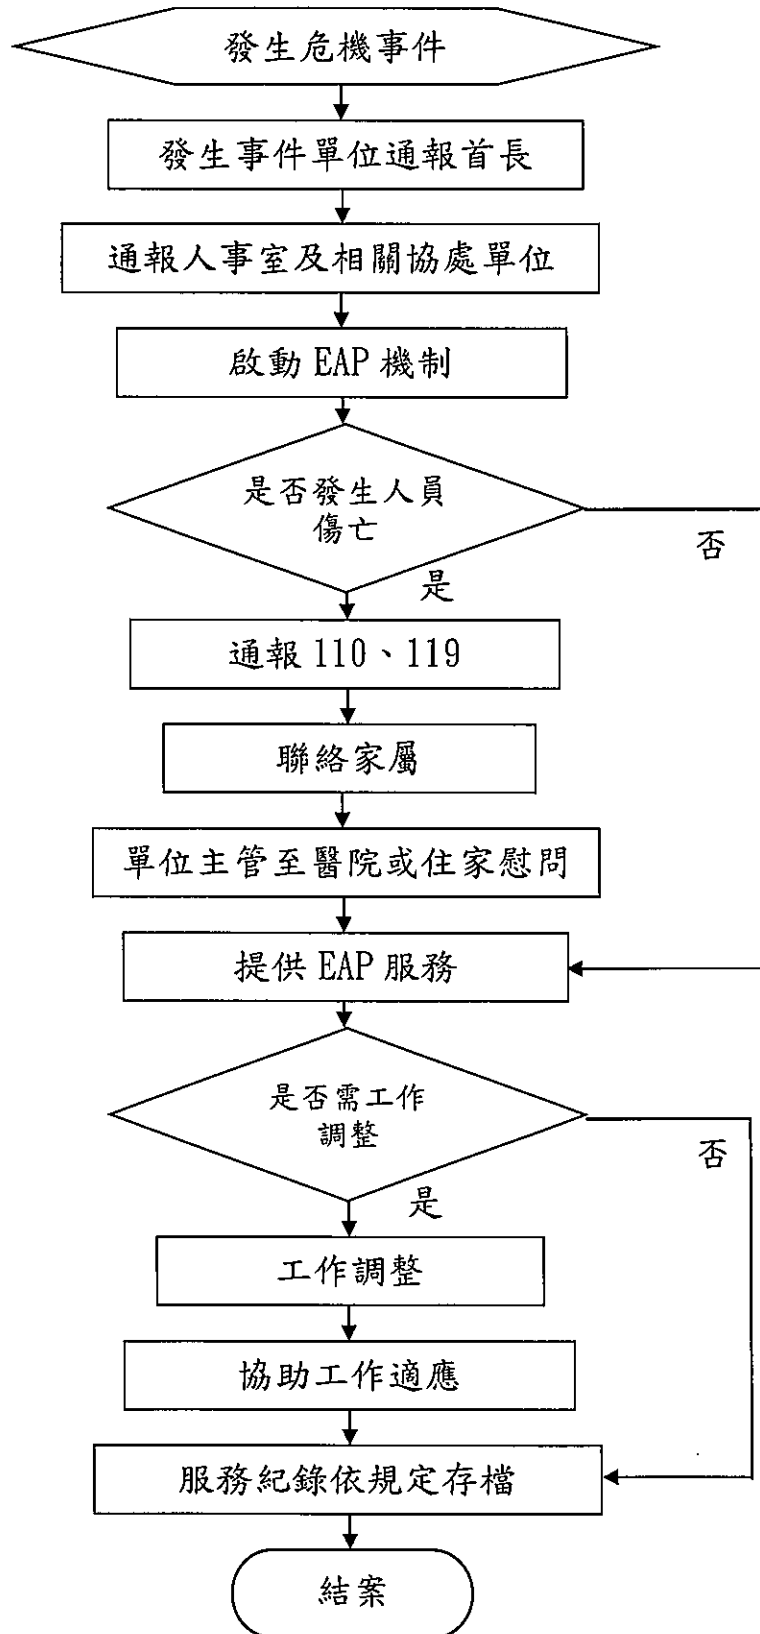 發生危機事件
發生事件單位通報首長
通報人事室及相關協處單位
啟動 EAP 機制
是否發生人員
傷亡
否
是
通報 110、119
聯絡家屬
單位主管至醫院或住家慰問
提供 EAP 服務
是否需工作
調整
否
是
工作調整
協助工作適應
服務紀錄依規定存檔
結案